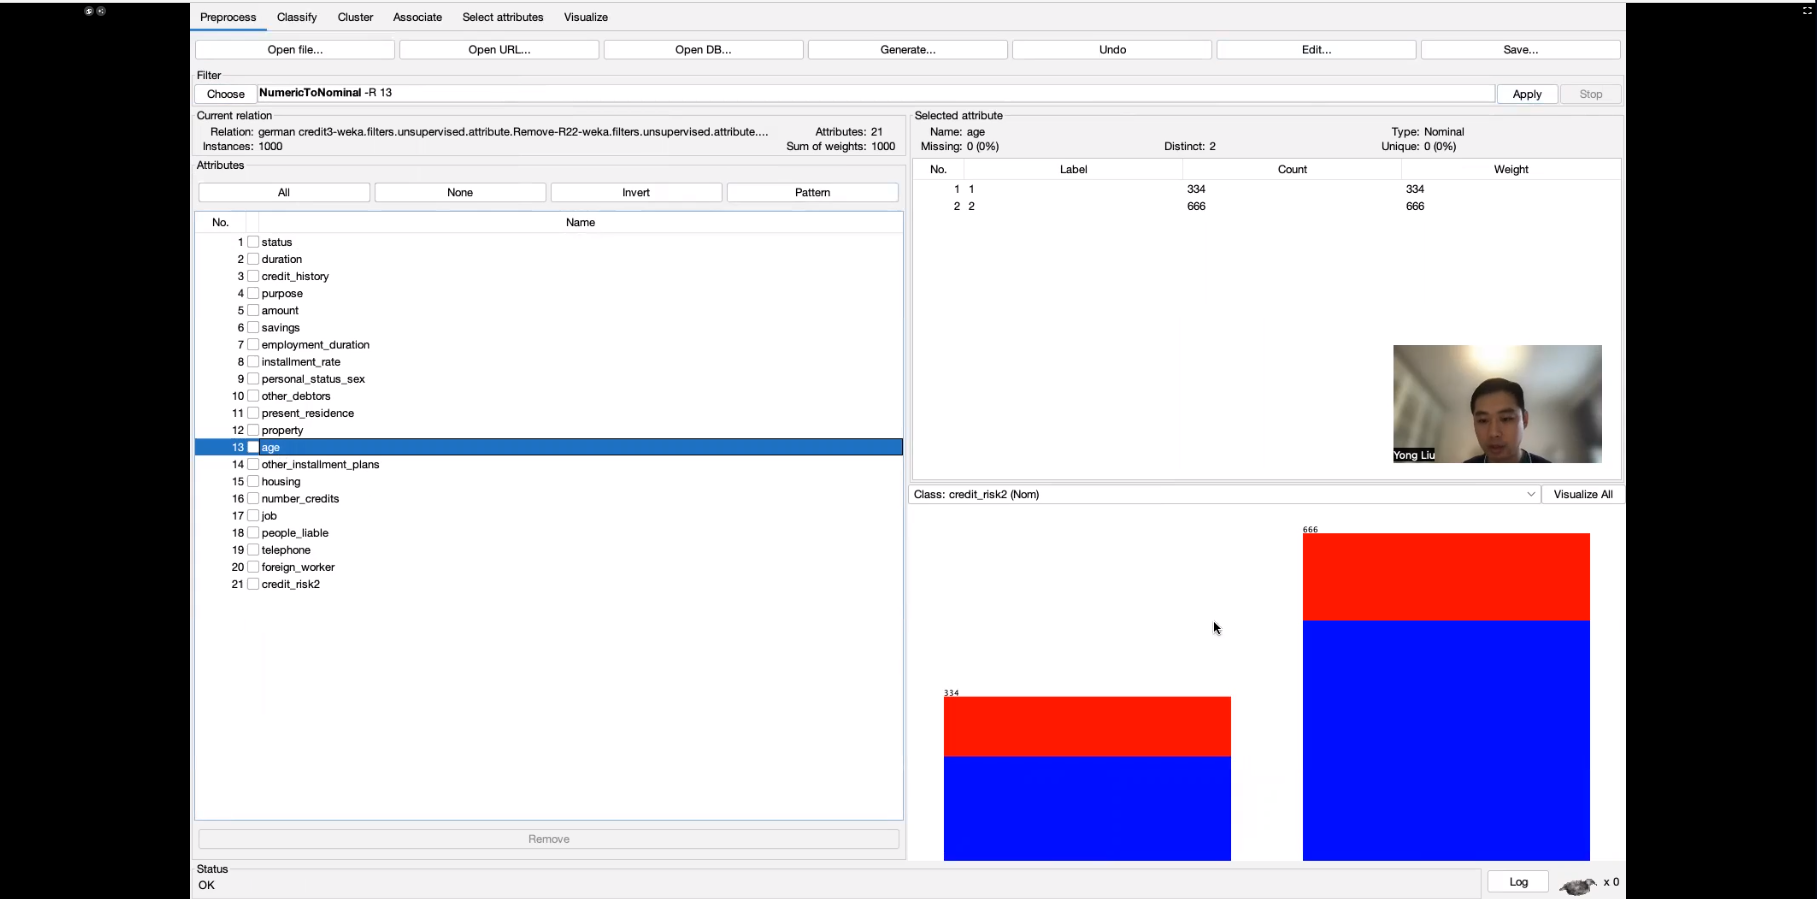 Preprocess Classify Cluster Associate Select attributes Visualize
Open file... Open URL... Open DB... Generate... Undo Edit... Save...
Filter
Choose NumericToNominal -R 13 Apply Stop
Current relation
Relation: german credit3-weka.filters.unsupervised.attribute.Remove-R22-weka.filters.unsupervised.attribute.... Attributes: 21
Instances: 1000 Sum of weights: 1000
Attributes
All None Invert Pattern
No. Name
1 status
2 duration
3 credit_history
4 purpose
5 amount
6 savings
7 employment_duration
8 installment_rate
9 personal_status_sex
10 other_debtors
11 present_residence
12 property
13 age
14 other_installment_plans
15 housing
16 number_credits
17 job
18 people_liable
19 telephone
20 foreign_worker
21 credit_risk2
Remove
Selected attribute
Name: age Type: Nominal
Missing: 0 (0%) Distinct: 2 Unique: 0 (0%)
No. Label Count Weight
1 1 334 334
2 2 666 666
Yong Liu
Class: credit_risk2 (Nom) Visualize All
666
334
Status
OK
Log x 0